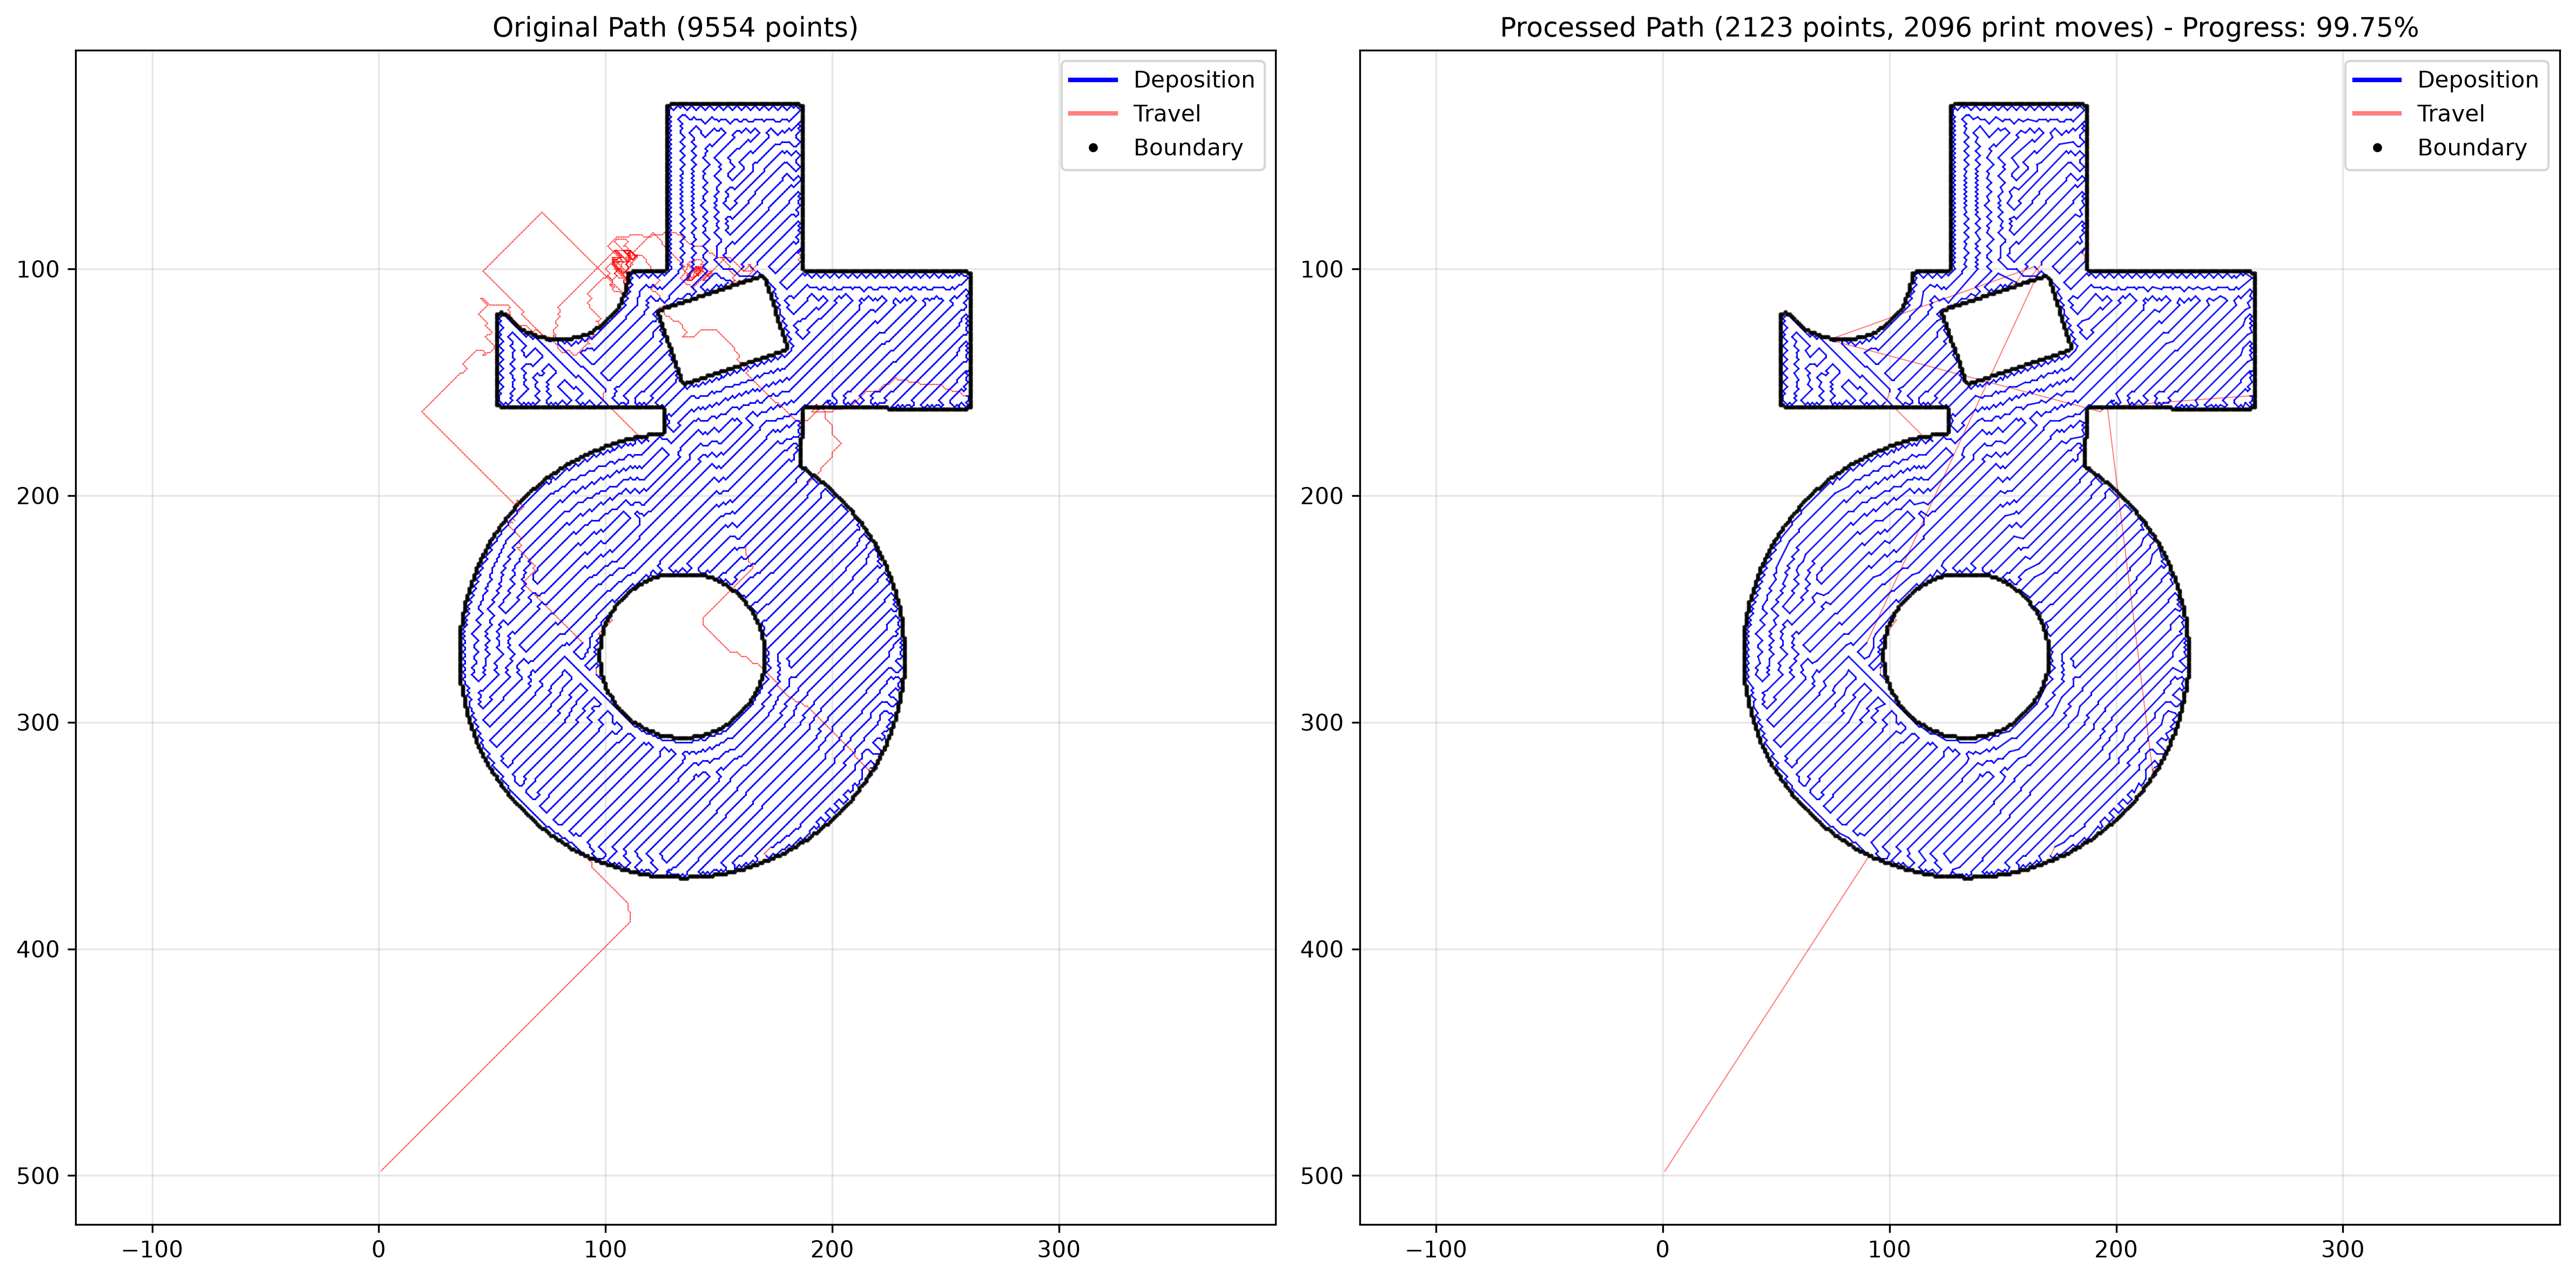 Original Path (9554 points)
Deposition
Travel
Boundary
100
200
300
400
500
−100
0
100
200
300
Processed Path (2123 points, 2096 print moves) - Progress: 99.75%
Deposition
Travel
Boundary
100
200
300
400
500
−100
0
100
200
300